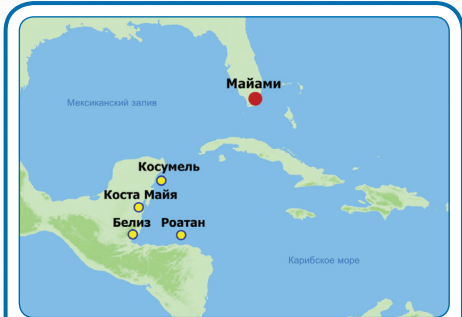 Майами
Мексиканский залив
Косумель
Коста Майя
Белиз Роатан
Карибское море